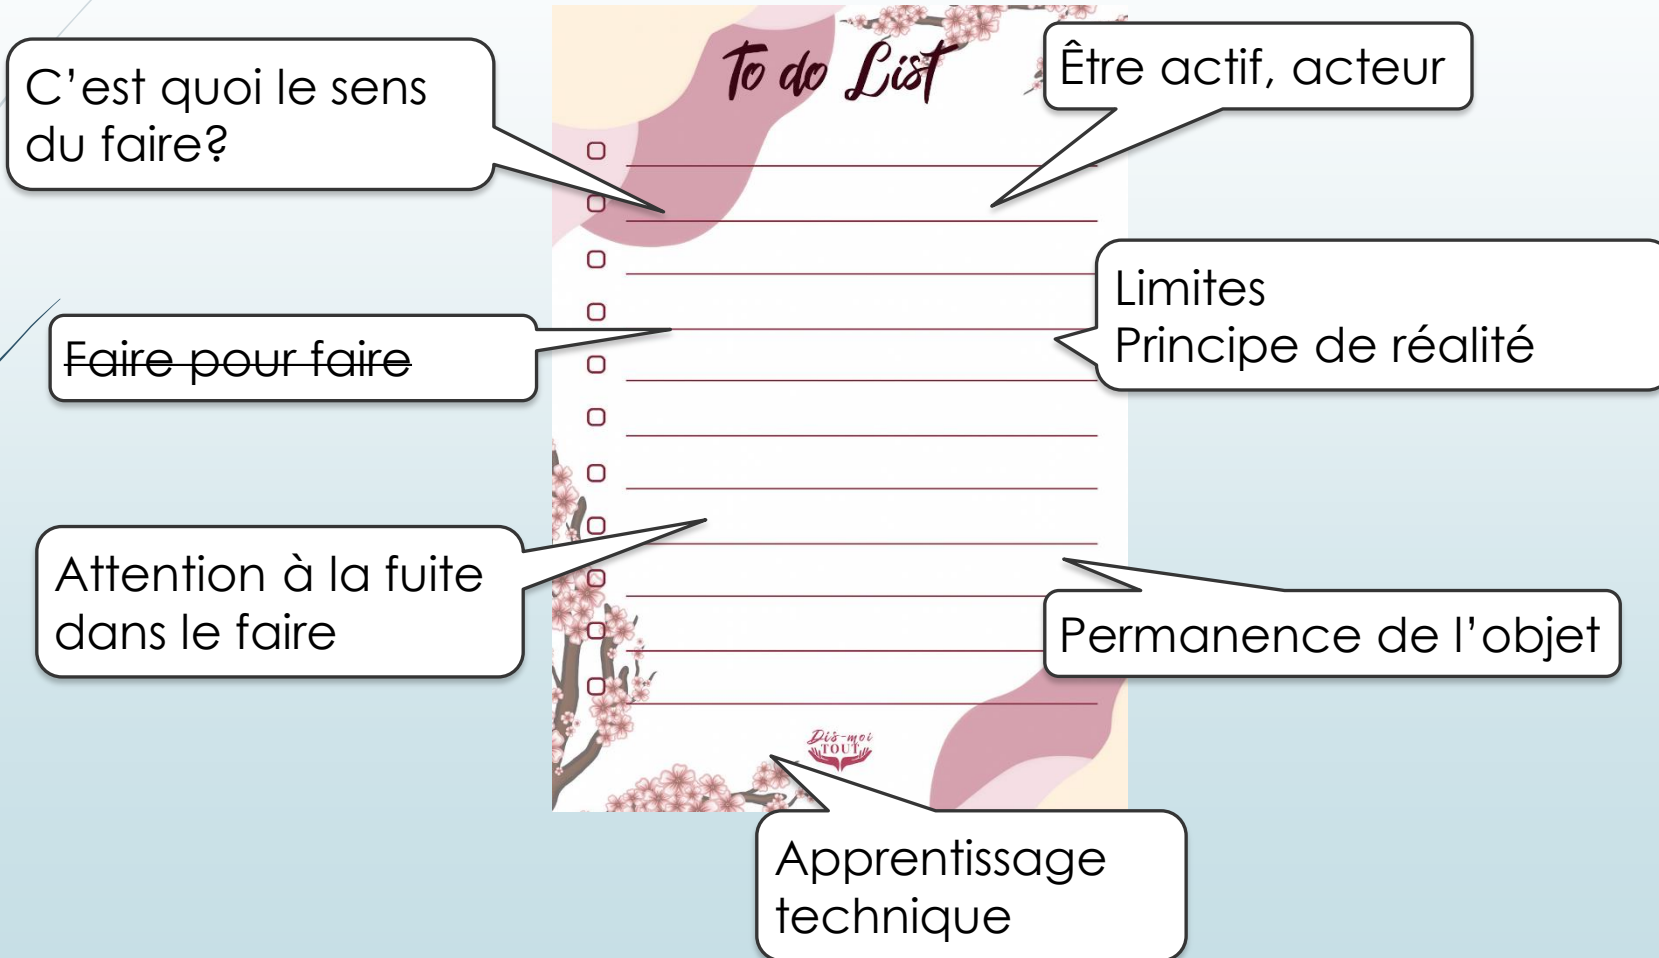 To do List
C’est quoi le sens
du faire?
Être actif, acteur
Limites
Principe de réalité
Faire pour faire
Attention à la fuite
dans le faire
Permanence de l’objet
Dis-moi
TOUT
Apprentissage
technique